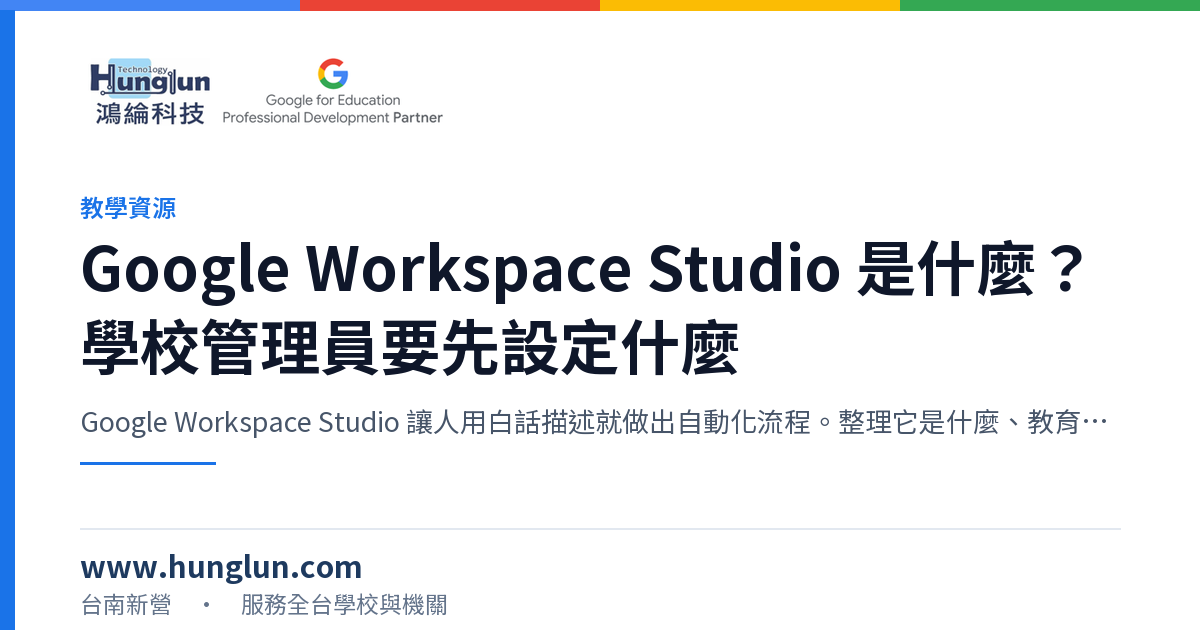 Technology
Hunglun
鴻綸科技
Google for Education
Professional Development Partner
教學資源
Google Workspace Studio 是什麼？
學校管理員要先設定什麼
Google Workspace Studio 讓人用白話描述就做出自動化流程。整理它是什麼、教育…
www.hunglun.com
台南新營 · 服務全台學校與機關